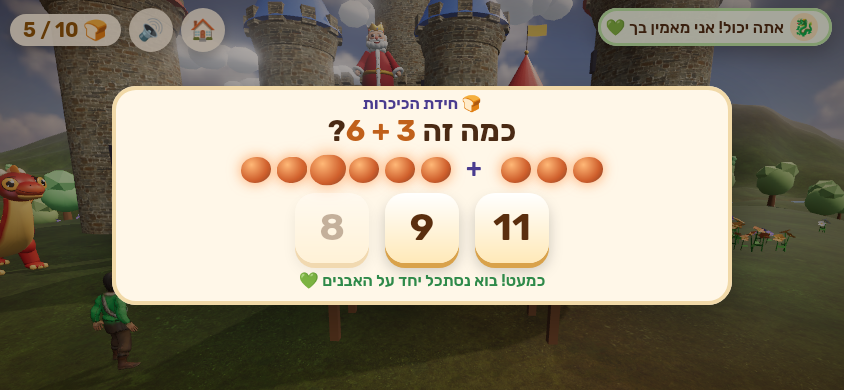 5 / 10
אתה יכול! אני מאמין בך 💚
🍞 חידת הכיכרות
כמה זה 3 + 6?
+
8
9
11
כמעט! בוא נסתכל יחד על האבנים 💚